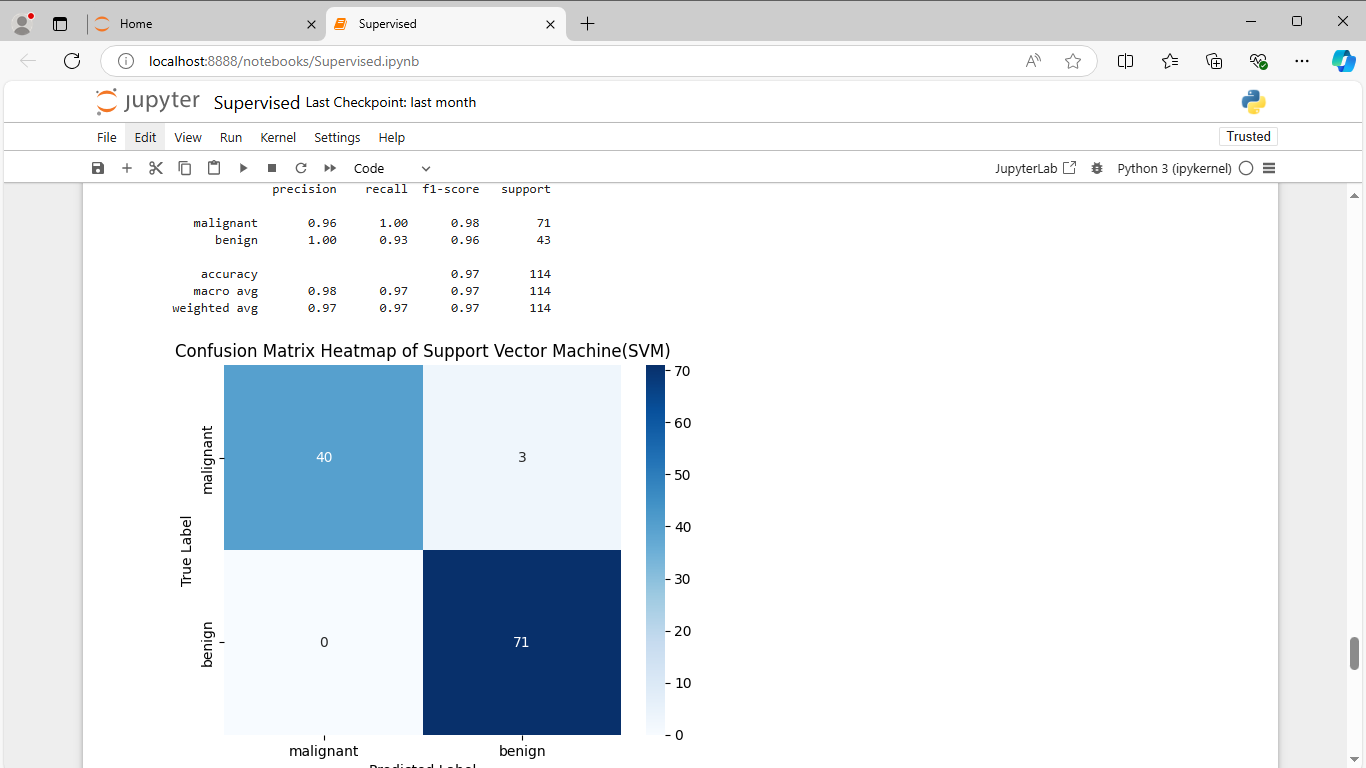 Home
Supervised
localhost:8888/notebooks/Supervised.ipynb
jupyter Supervised Last Checkpoint: last month
File Edit View Run Kernel Settings Help
Trusted
Code
JupyterLab
Python 3 (ipykernel)
precision recall f1-score support
malignant 0.96 1.00 0.98 71
benign 1.00 0.93 0.96 43
accuracy 0.97 114
macro avg 0.98 0.97 0.97 114
weighted avg 0.97 0.97 0.97 114
Confusion Matrix Heatmap of Support Vector Machine(SVM)
True Label
malignant
benign
40 3
0 71
malignant benign
Predicted Label
70
60
50
40
30
20
10
0